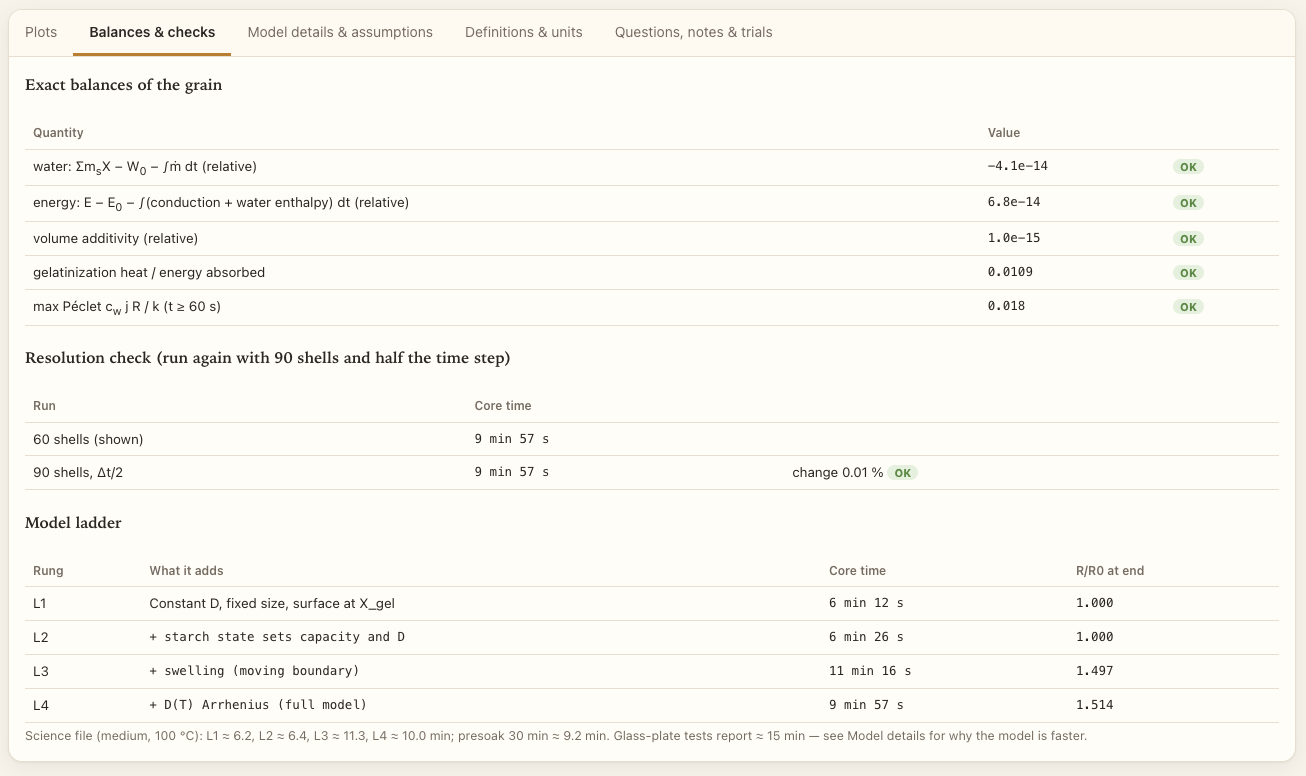 Plots Balances & checks Model details & assumptions Definitions & units Questions, notes & trials
Exact balances of the grain
Quantity Value
water: ΣmₛX − W₀ − ∫ṁ dt (relative) −4.1e−14 OK
energy: E − E₀ − ∫(conduction + water enthalpy) dt (relative) 6.8e−14 OK
volume additivity (relative) 1.0e−15 OK
gelatinization heat / energy absorbed 0.0109 OK
max Péclet c_w j R / k (t ≥ 60 s) 0.018 OK
Resolution check (run again with 90 shells and half the time step)
Run Core time
60 shells (shown) 9 min 57 s
90 shells, Δt/2 9 min 57 s change 0.01 % OK
Model ladder
Rung What it adds Core time R/R0 at end
L1 Constant D, fixed size, surface at X_gel 6 min 12 s 1.000
L2 + starch state sets capacity and D 6 min 26 s 1.000
L3 + swelling (moving boundary) 11 min 16 s 1.497
L4 + D(T) Arrhenius (full model) 9 min 57 s 1.514
Science file (medium, 100 °C): L1 ≈ 6.2, L2 ≈ 6.4, L3 ≈ 11.3, L4 ≈ 10.0 min; presoak 30 min ≈ 9.2 min. Glass-plate tests report ≈ 15 min — see Model details for why the model is faster.